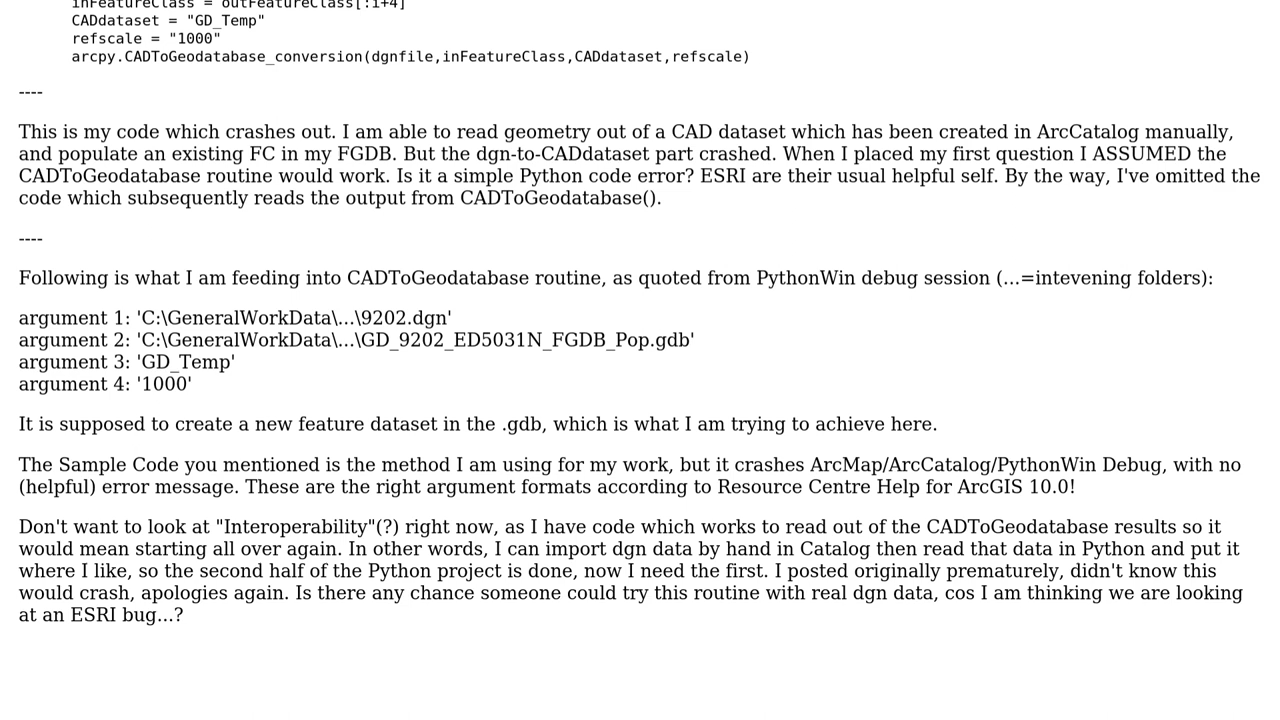 inFeatureClass = outFeatureClass[:i+4]
CADdataset = "GD_Temp"
refscale = "1000"
arcpy.CADToGeodatabase_conversion(dgnfile,inFeatureClass,CADdataset,refscale)
----
This is my code which crashes out. I am able to read geometry out of a CAD dataset which has been created in ArcCatalog manually,
and populate an existing FC in my FGDB. But the dgn-to-CADdataset part crashed. When I placed my first question I ASSUMED the
CADToGeodatabase routine would work. Is it a simple Python code error? ESRI are their usual helpful self. By the way, I've omitted the
code which subsequently reads the output from CADToGeodatabase().
----
Following is what I am feeding into CADToGeodatabase routine, as quoted from PythonWin debug session (...=intevening folders):
argument 1: 'C:\GeneralWorkData\...\9202.dgn'
argument 2: 'C:\GeneralWorkData\...\GD_9202_ED5031N_FGDB_Pop.gdb'
argument 3: 'GD_Temp'
argument 4: '1000'
It is supposed to create a new feature dataset in the .gdb, which is what I am trying to achieve here.
The Sample Code you mentioned is the method I am using for my work, but it crashes ArcMap/ArcCatalog/PythonWin Debug, with no
(helpful) error message. These are the right argument formats according to Resource Centre Help for ArcGIS 10.0!
Don't want to look at "Interoperability"(?) right now, as I have code which works to read out of the CADToGeodatabase results so it
would mean starting all over again. In other words, I can import dgn data by hand in Catalog then read that data in Python and put it
where I like, so the second half of the Python project is done, now I need the first. I posted originally prematurely, didn't know this
would crash, apologies again. Is there any chance someone could try this routine with real dgn data, cos I am thinking we are looking
at an ESRI bug...?